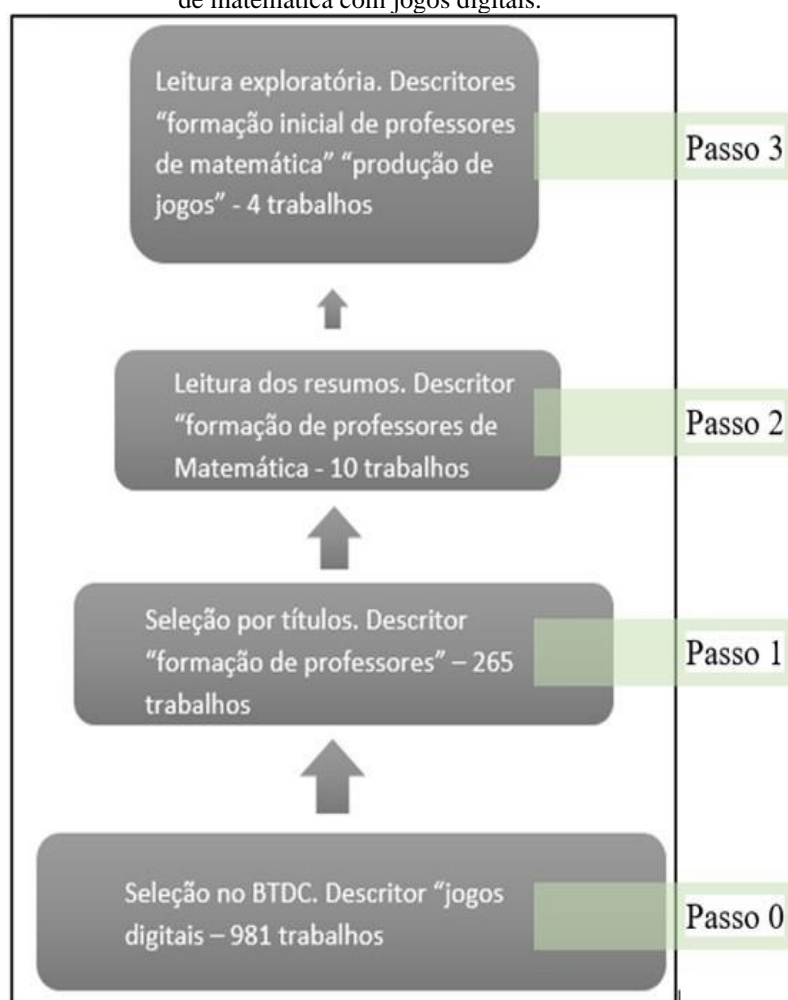 de matemática com jogos digitais.
Leitura exploratória. Descritores
“formação inicial de professores
de matemática” “produção de
jogos” - 4 trabalhos
Passo 3
Leitura dos resumos. Descritor
“formação de professores de
Matemática - 10 trabalhos
Passo 2
Seleção por títulos. Descritor
“formação de professores” – 265
trabalhos
Passo 1
Seleção no BTDC. Descritor “jogos
digitais – 981 trabalhos
Passo 0